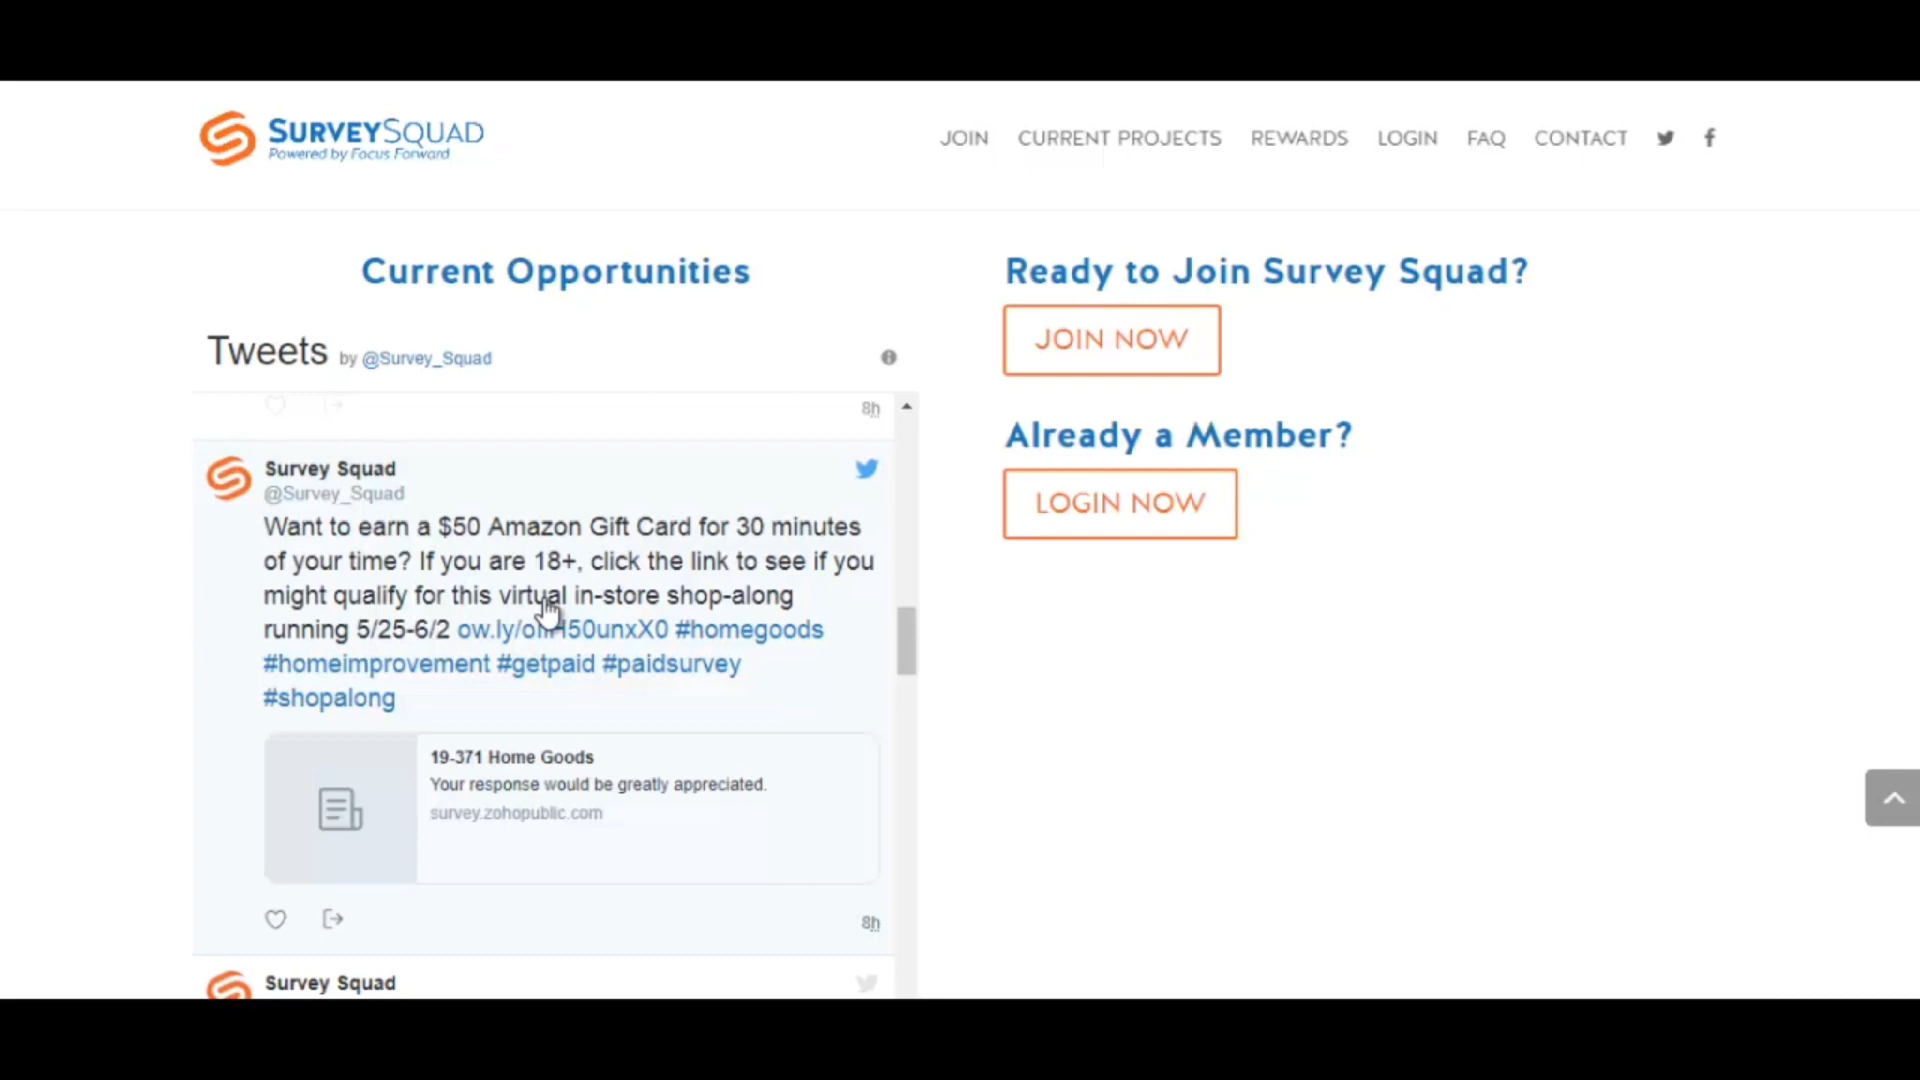 SURVEYSQUAD
Powered by Focus Forward
JOIN CURRENT PROJECTS REWARDS LOGIN FAQ CONTACT
Current Opportunities
Tweets by @Survey_Squad
8h
Survey Squad
@Survey_Squad
Want to earn a $50 Amazon Gift Card for 30 minutes
of your time? If you are 18+, click the link to see if you
might qualify for this virtual in-store shop-along
running 5/25-6/2 #homegoods
#homeimprovement #getpaid #paidsurvey
#shopalong
19-371 Home Goods
Your response would be greatly appreciated.
survey.zohopublic.com
8h
Survey Squad
Ready to Join Survey Squad?
JOIN NOW
Already a Member?
LOGIN NOW